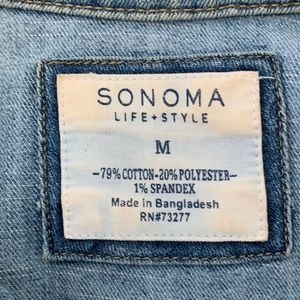 SONOMA
LIFE+STYLE
M
-79% COTTON-20% POLYESTER-
1% SPANDEX
Made in Bangladesh
RN#73277